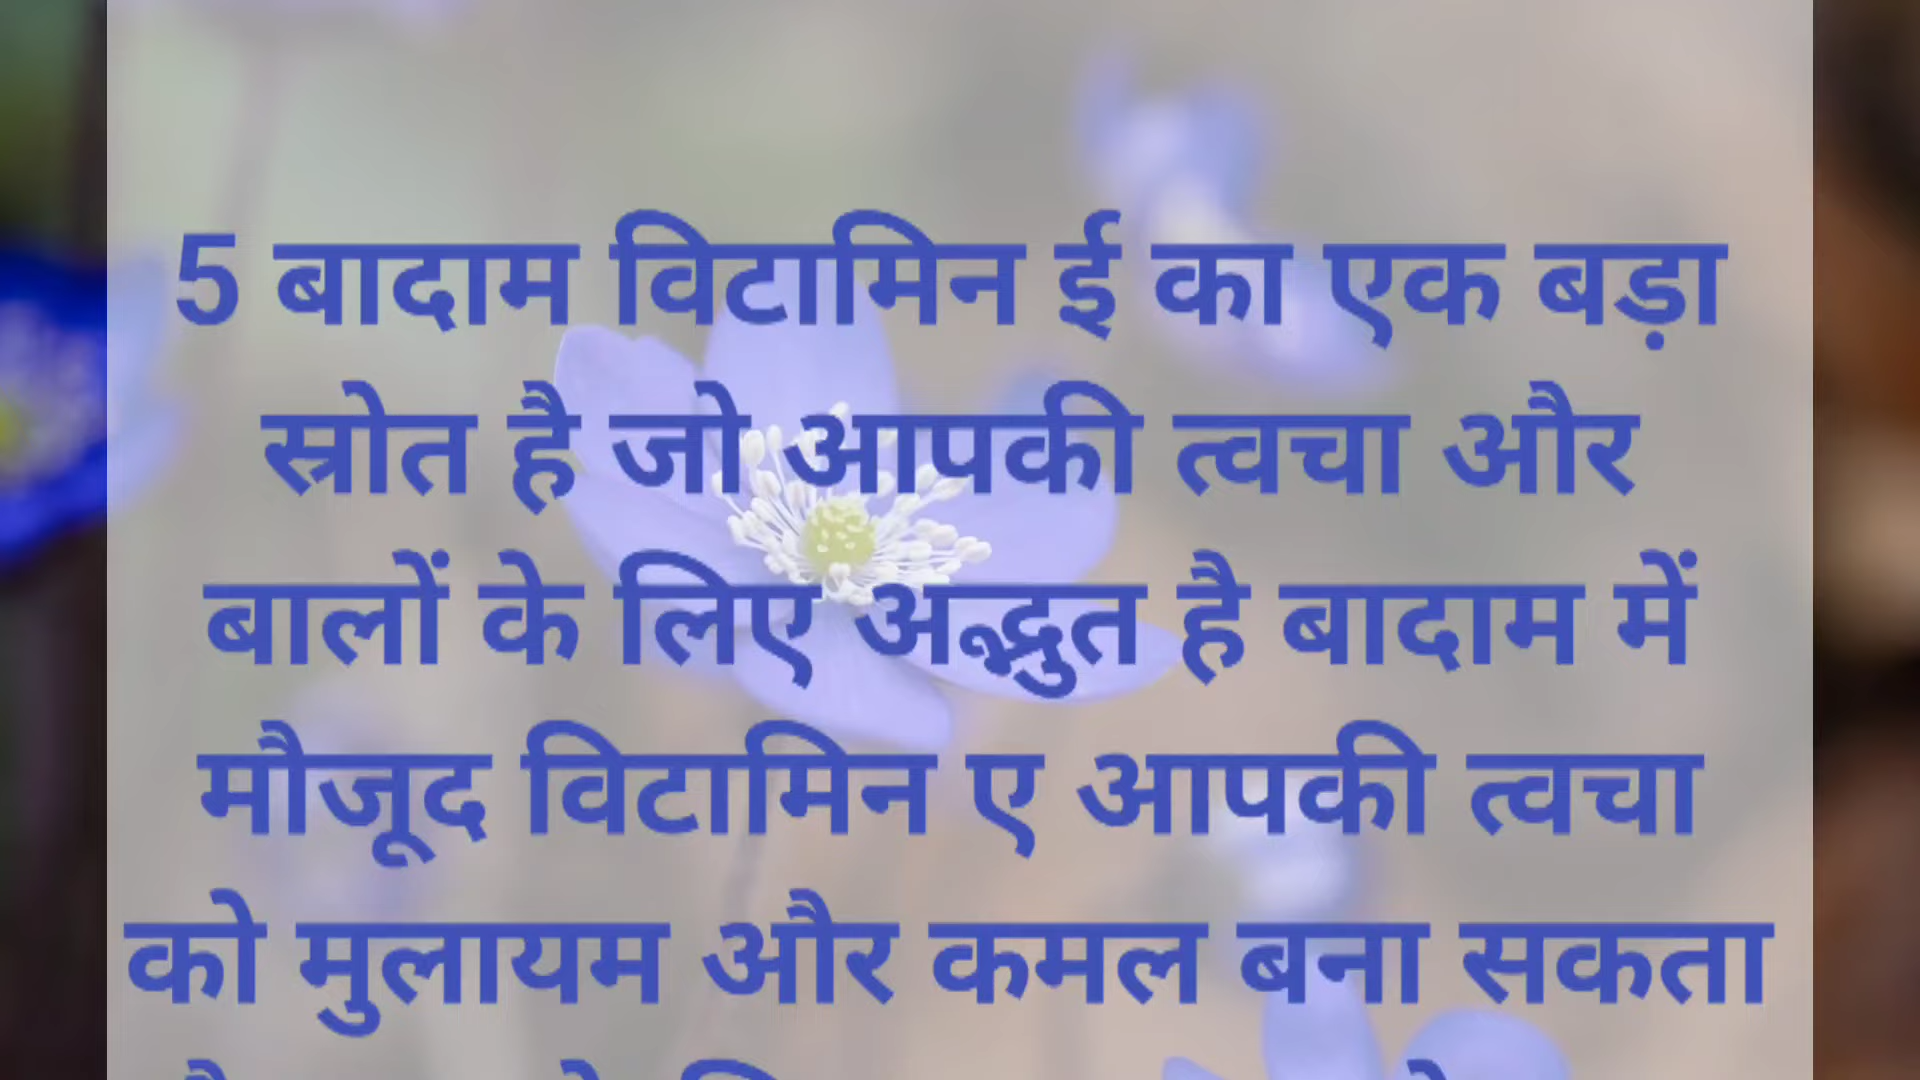 5 बादाम विटामिन ई का एक बड़ा
स्रोत है जो आपकी त्वचा और
बालों के लिए अद्भुत है बादाम में
मौजूद विटामिन ए आपकी त्वचा
को मुलायम और कमल बना सकता